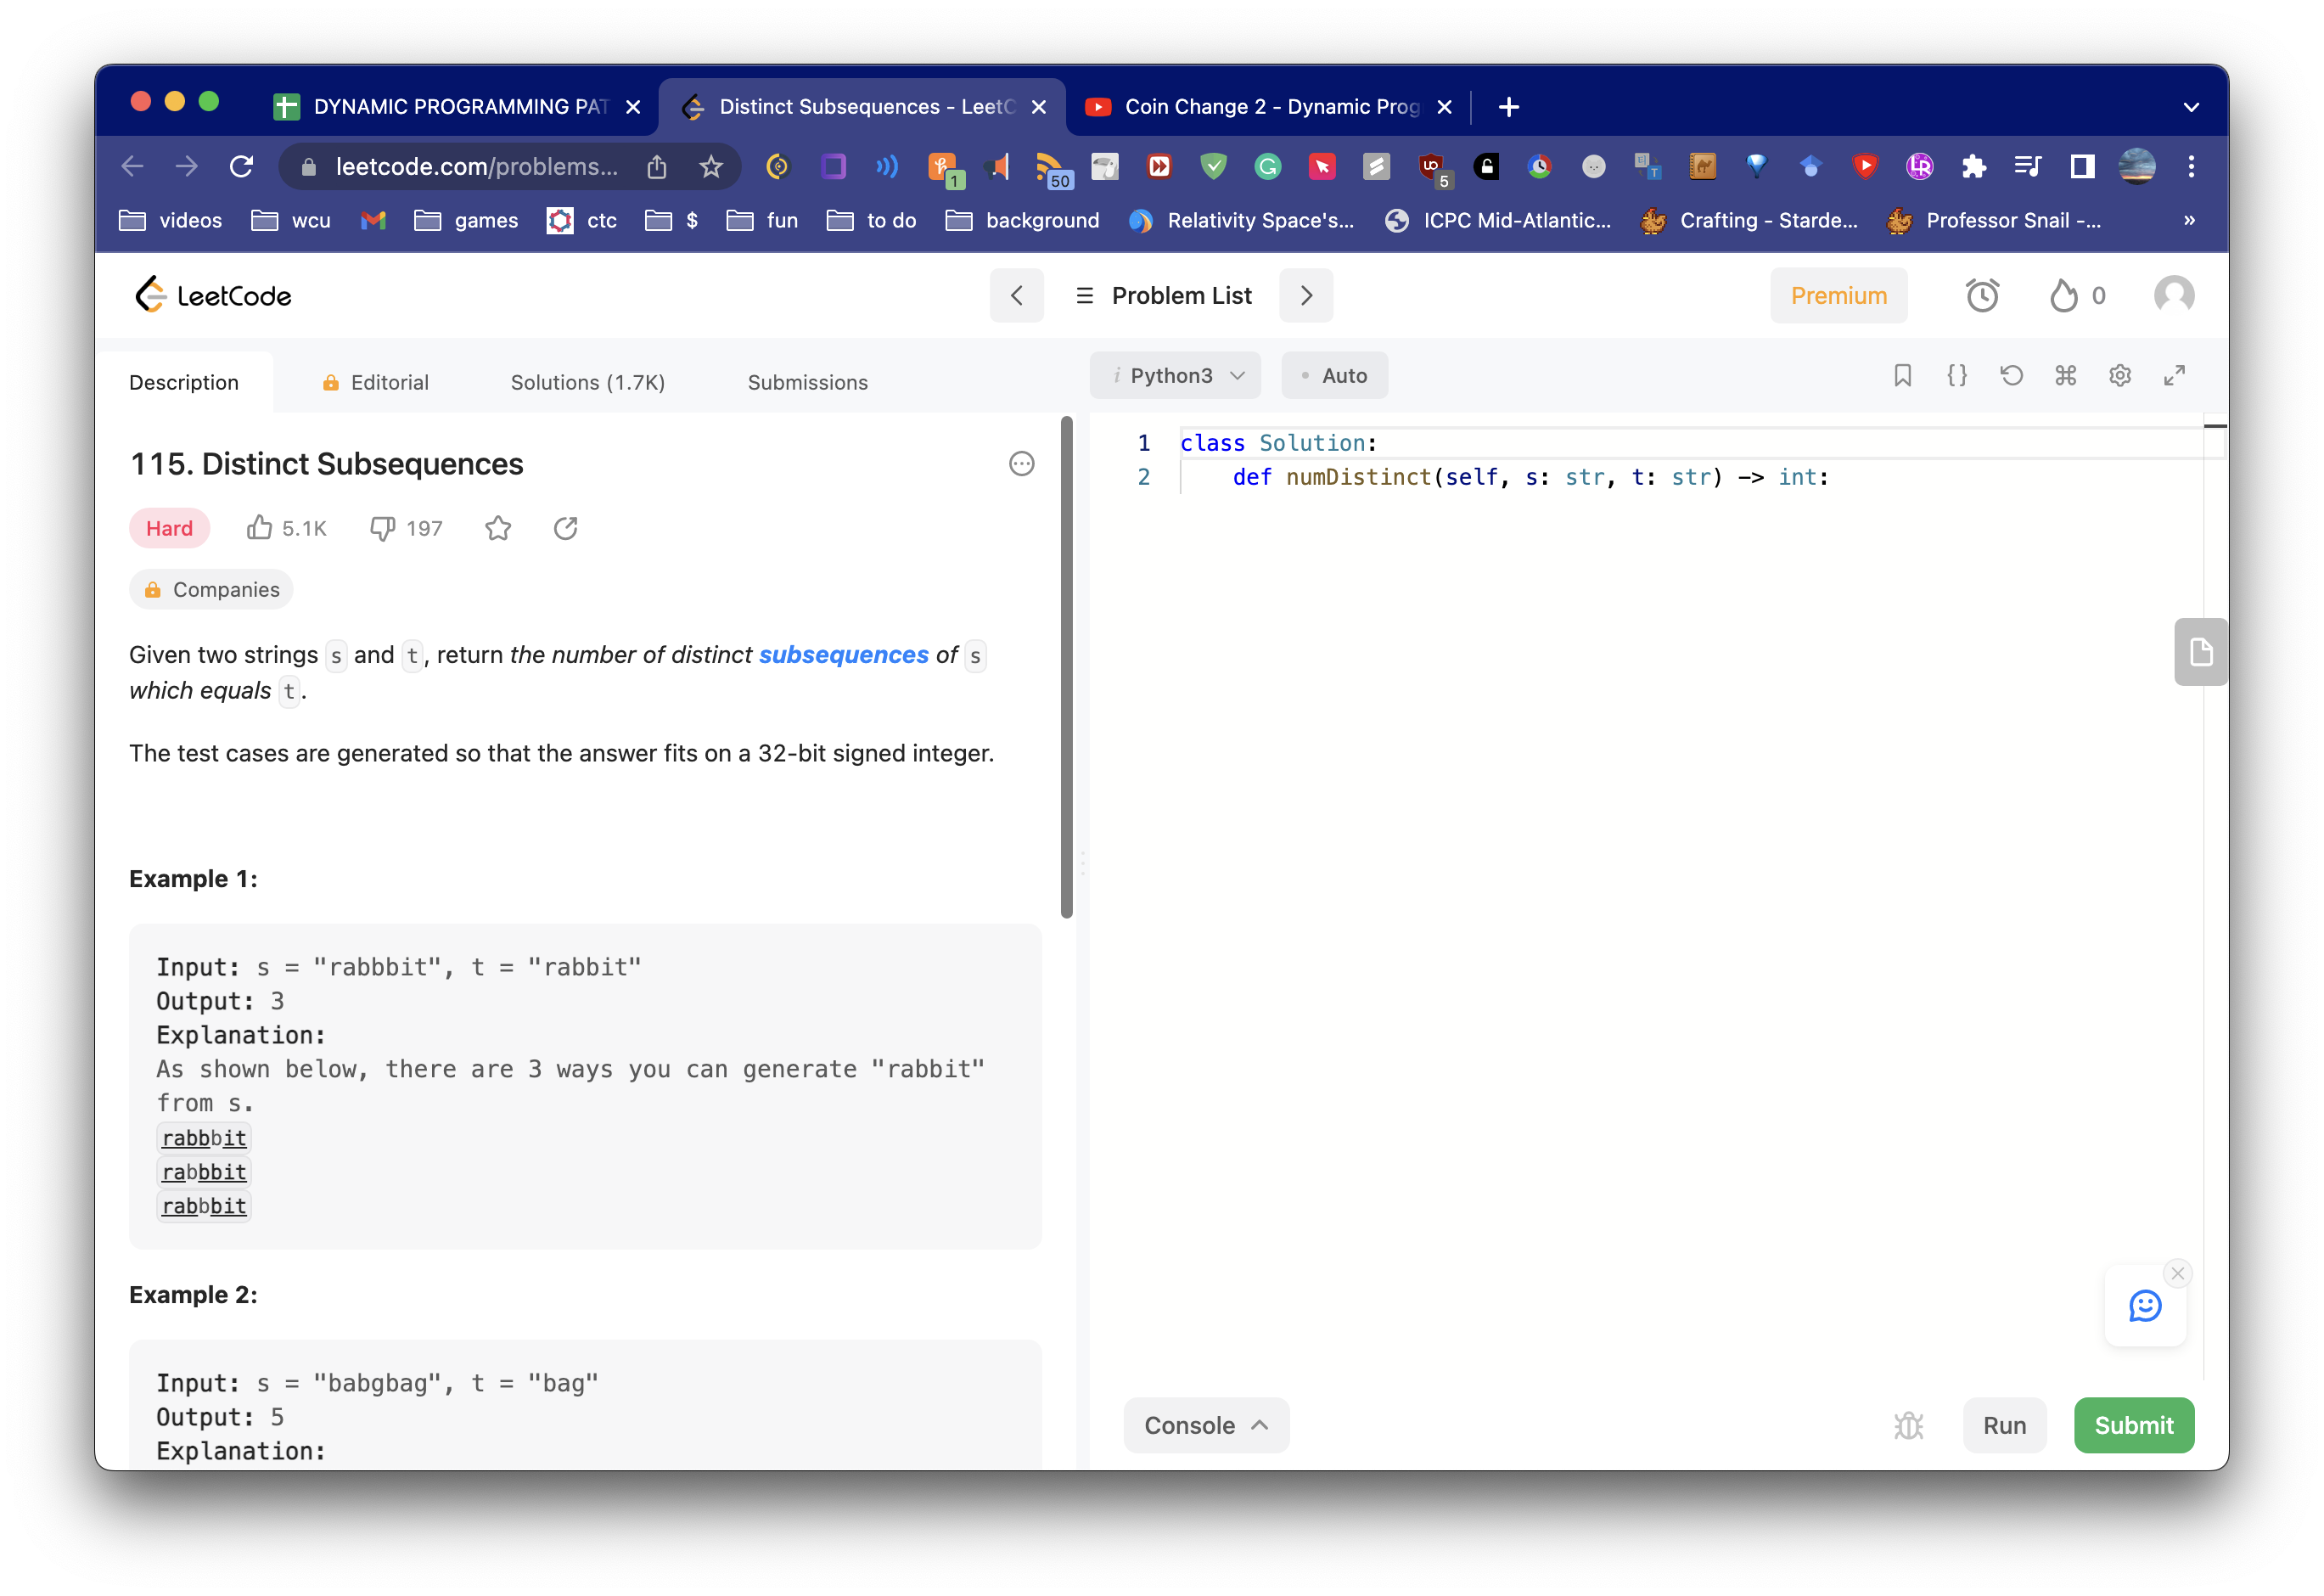 DYNAMIC PROGRAMMING PAT
Distinct Subsequences - LeetC
Coin Change 2 - Dynamic Prog
leetcode.com/problems...
1
50
5
videos
wcu
games
ctc
$
fun
to do
background
Relativity Space's...
ICPC Mid-Atlantic...
Crafting - Starde...
Professor Snail -...
»
LeetCode
Problem List
Premium
0
Description
Editorial
Solutions (1.7K)
Submissions
115. Distinct Subsequences
Hard
5.1K
197
Companies
Given two strings s and t, return the number of distinct subsequences of s
which equals t.
The test cases are generated so that the answer fits on a 32-bit signed integer.
Example 1:
Input: s = "rabbbit", t = "rabbit"
Output: 3
Explanation:
As shown below, there are 3 ways you can generate "rabbit"
from s.
rabbbit
rabbbit
rabbbit
Example 2:
Input: s = "babgbag", t = "bag"
Output: 5
Explanation:
i Python3
Auto
1 class Solution:
2 def numDistinct(self, s: str, t: str) -> int:
Console
Run
Submit